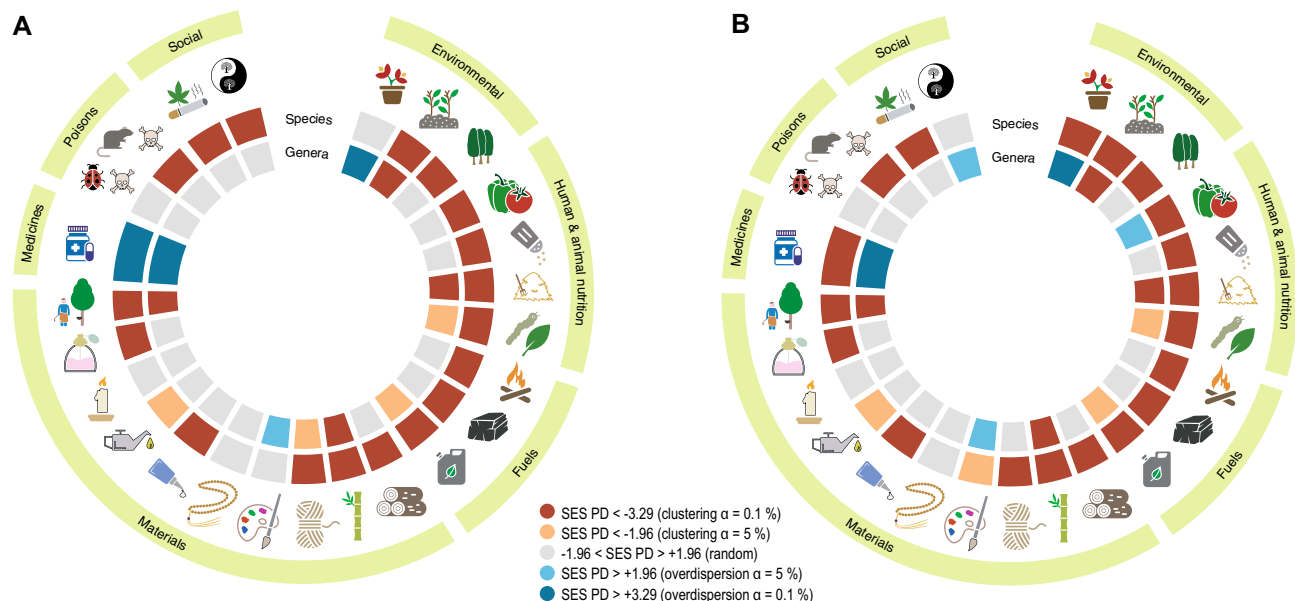 A
Social
Poisons
Medicines
Materials
Fuels
Human & animal nutrition
Environmental
Species
Genera
B
Social
Poisons
Medicines
Materials
Fuels
Human & animal nutrition
Environmental
Species
Genera
SES PD < -3.29 (clustering α = 0.1 %)
SES PD < -1.96 (clustering α = 5 %)
-1.96 < SES PD > +1.96 (random)
SES PD > +1.96 (overdispersion α = 5 %)
SES PD > +3.29 (overdispersion α = 0.1 %)